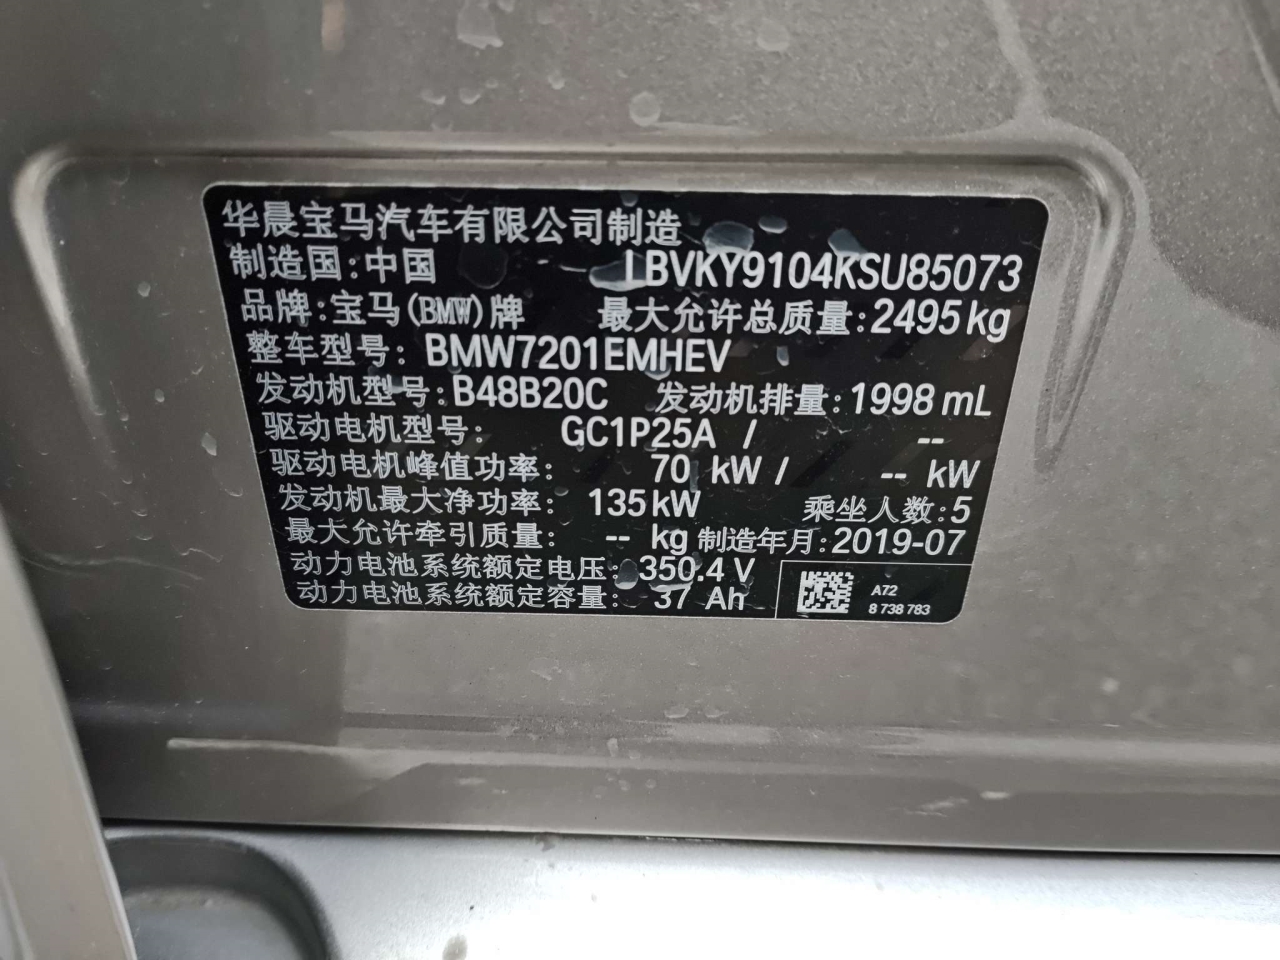 华晨宝马汽车有限公司制造
制造国:中国 LBVKY9104KSU85073
品牌:宝马(BMW)牌 最大允许总质量:2495kg
整车型号: BMW7201EMHEV
发动机型号:B48B20C 发动机排量:1998 mL
驱动电机型号: GC1P25A / --
驱动电机峰值功率: 70 kW / -- kW
发动机最大净功率: 135kW 乘坐人数:5
最大允许牵引质量: -- kg 制造年月:2019-07
动力电池系统额定电压:350.4 V
动力电池系统额定容量: 37 Ah
A72
8 738 783